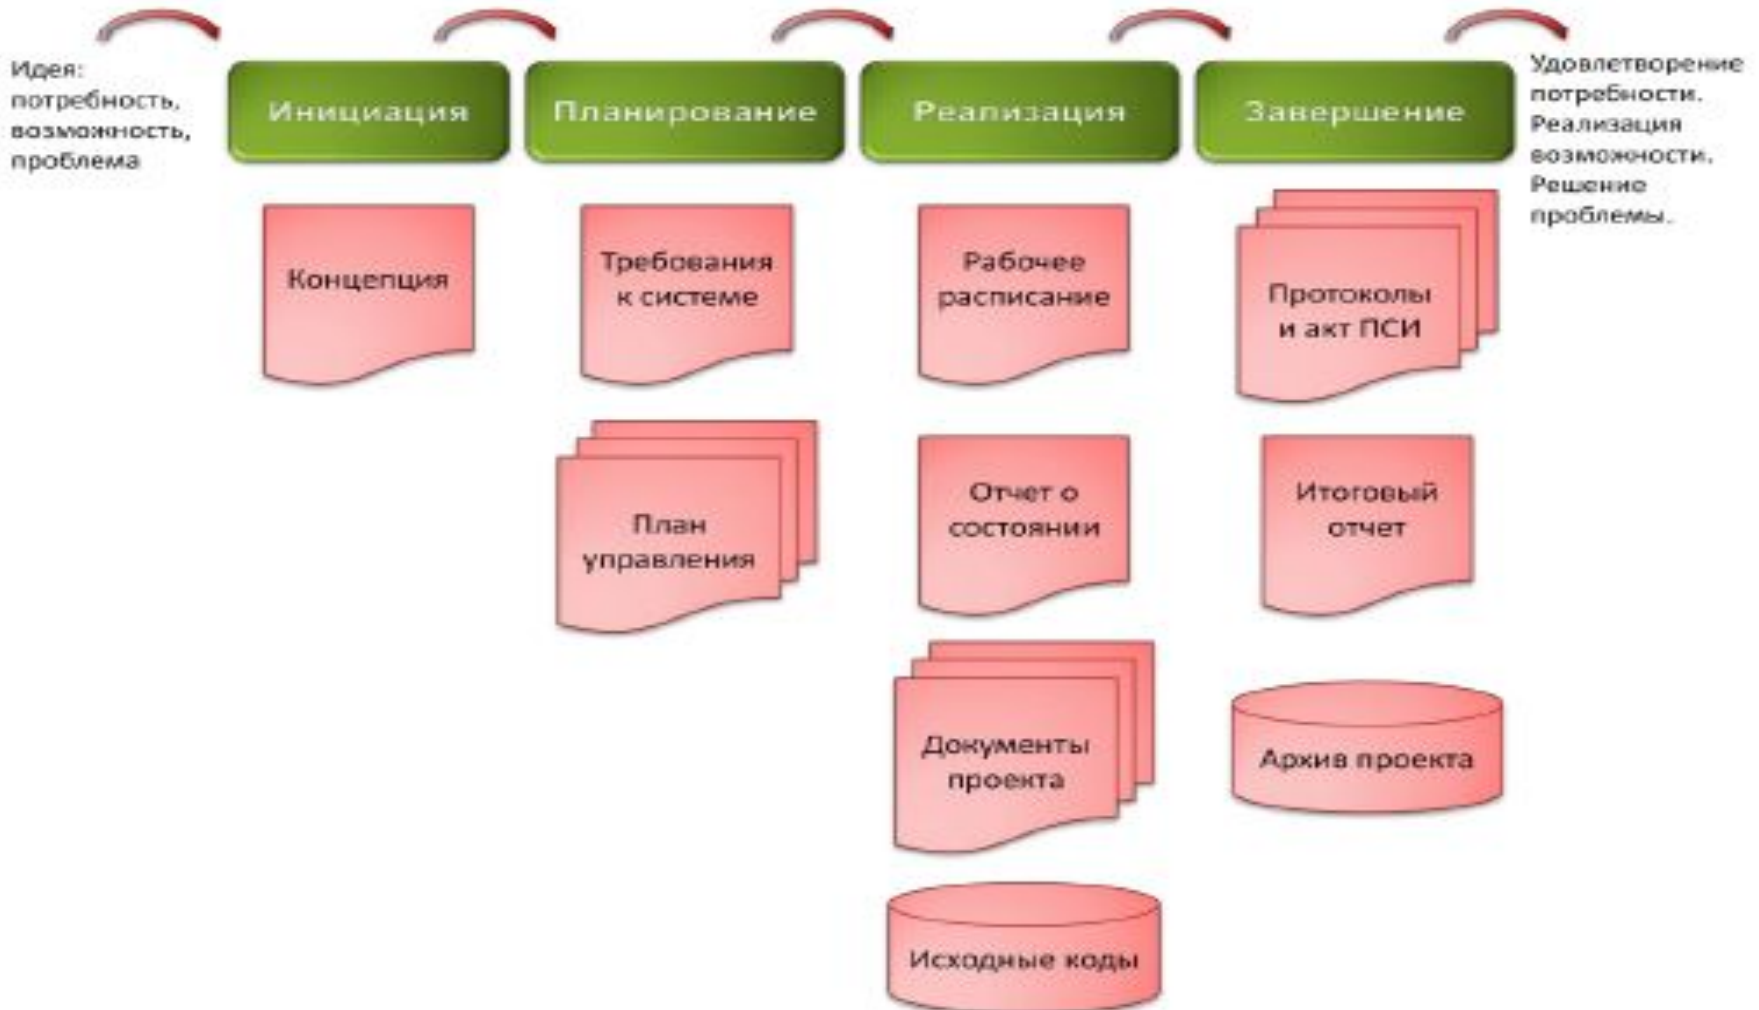 Идея:
потребность,
возможность,
проблема
Инициация
Планирование
Реализация
Завершение
Удовлетворение
потребности.
Реализация
возможности.
Решение
проблемы.
Концепция
Требования
к системе
Рабочее
расписание
Протоколы
и акт ПСИ
План
управления
Отчет о
состоянии
Итоговый
отчет
Документы
проекта
Архив проекта
Исходные коды